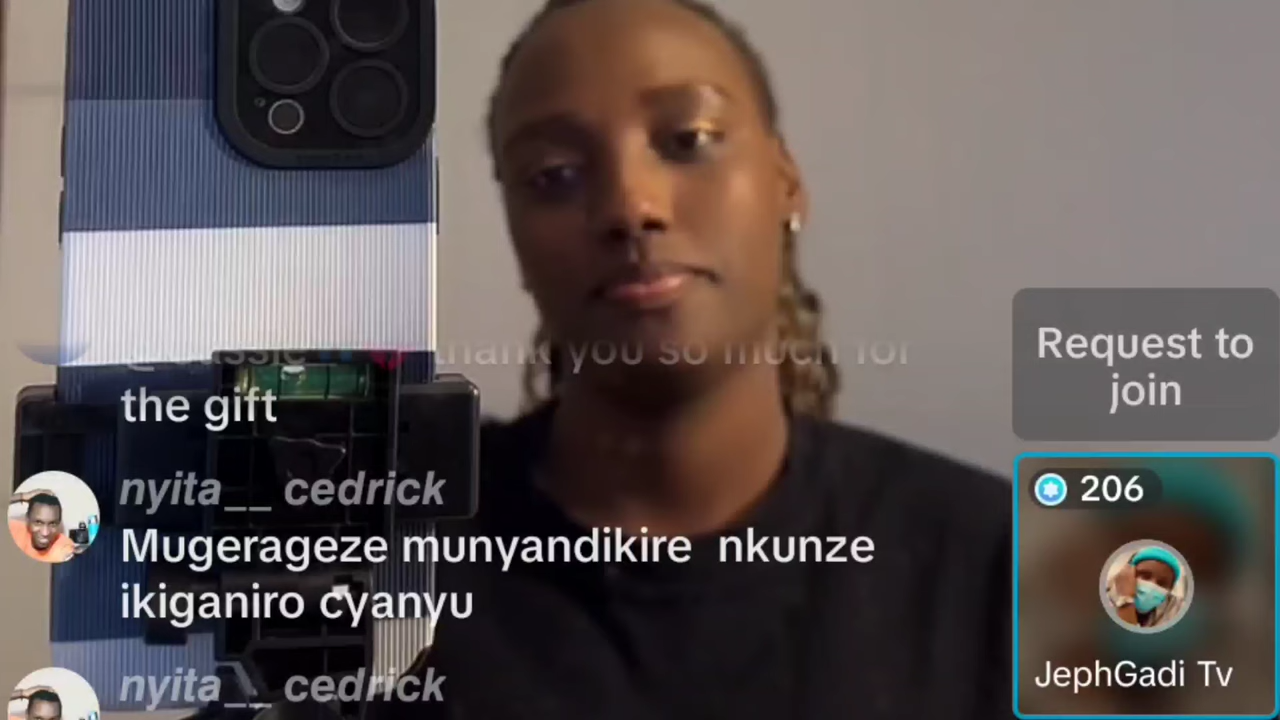 thank you so much for
the gift
nyita__ cedrick
Mugerageze munyandikire nkunze
ikiganiro cyanyu
nyita__ cedrick
Request to
join
206
JephGadi Tv